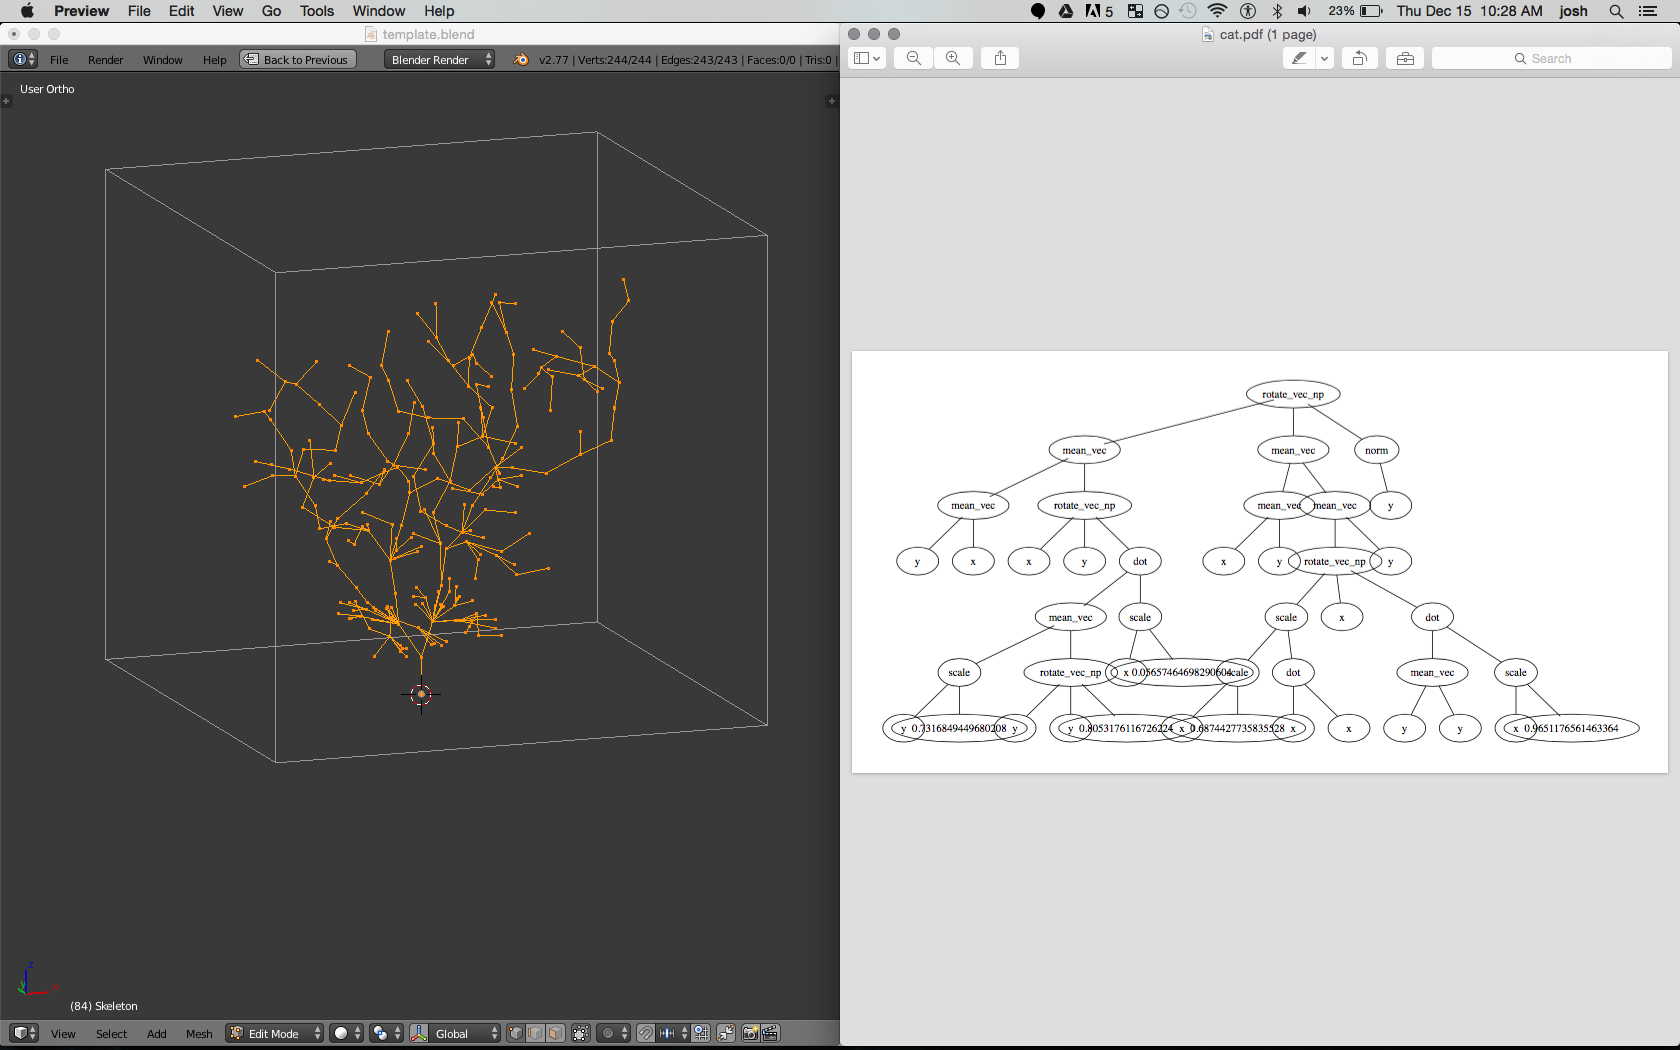 Preview File Edit View Go Tools Window Help 5 23% Thu Dec 15 10:28 AM josh
template.blend
File Render Window Help Back to Previous Blender Render v2.77 | Verts:244/244 | Edges:243/243 | Faces:0/0 | Tris:0 |
User Ortho
z
y
x
(84) Skeleton
View Select Add Mesh Edit Mode Global
cat.pdf (1 page)
Search
rotate_vec_np
mean_vec mean_vec norm
mean_vec rotate_vec_np mean_vec mean_vec y
y x x y dot x y rotate_vec_np y
mean_vec scale scale x dot
scale rotate_vec_np x 0.05657464698290604 scale dot mean_vec scale
y 0.7316849449680208 y y 0.8053176116726224 x 0.6874427735835528 x x y y x 0.9651176561463364